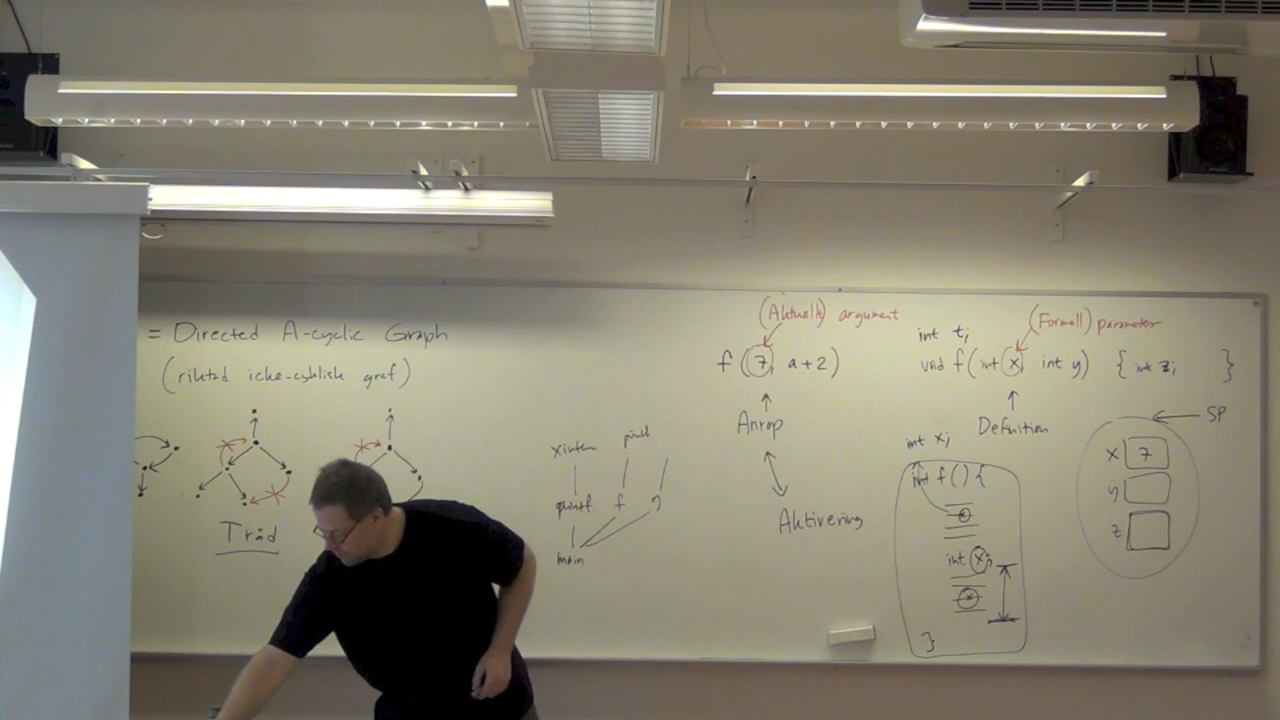 = Directed A-cyclic Graph
(riktad icke-cyklisk graf)
Träd
printf
f
g
main
(Aktuellt) argument
f(7, a+2)
Anrop
Aktivering
int t;
(Formell) parameter
void f(int x, int y) { int z; }
Definition
int x;
int f() {
x
int x;
x
}
SP
x 7
y
z